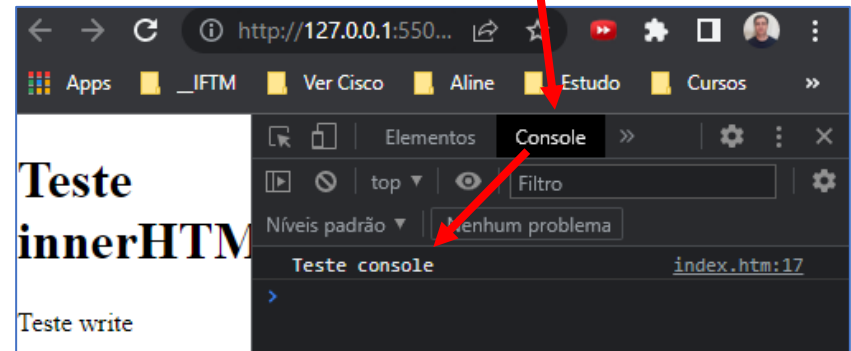 http://127.0.0.1:550...
Apps __IFTM Ver Cisco Aline Estudo Cursos »
Elementos Console »
top ▼ Filtro
Níveis padrão ▼ Nenhum problema
Teste console index.htm:17
>
Teste
innerHTM
Teste write